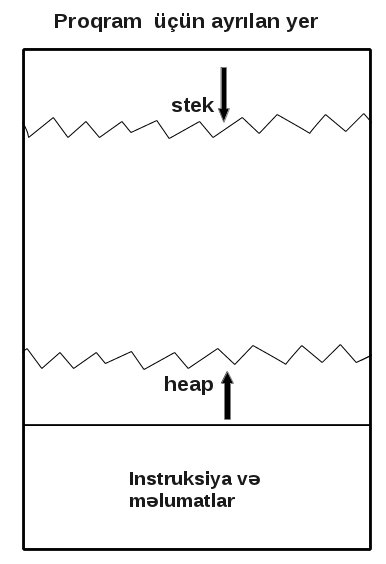 Proqram üçün ayrılan yer
stek
heap
Instruksiya və
məlumatlar